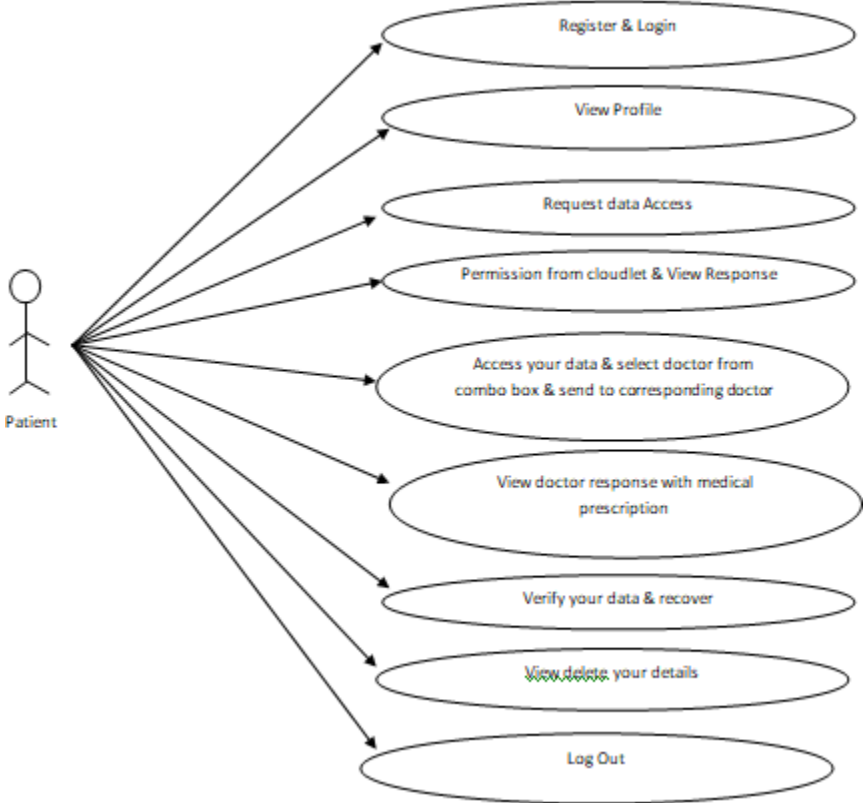 Register & Login
View Profile
Request data Access
Permission from cloudlet & View Response
Access your data & select doctor from
combo box & send to corresponding doctor
Patient
View doctor response with medical
prescription
Verify your data & recover
View delete your details
Log Out